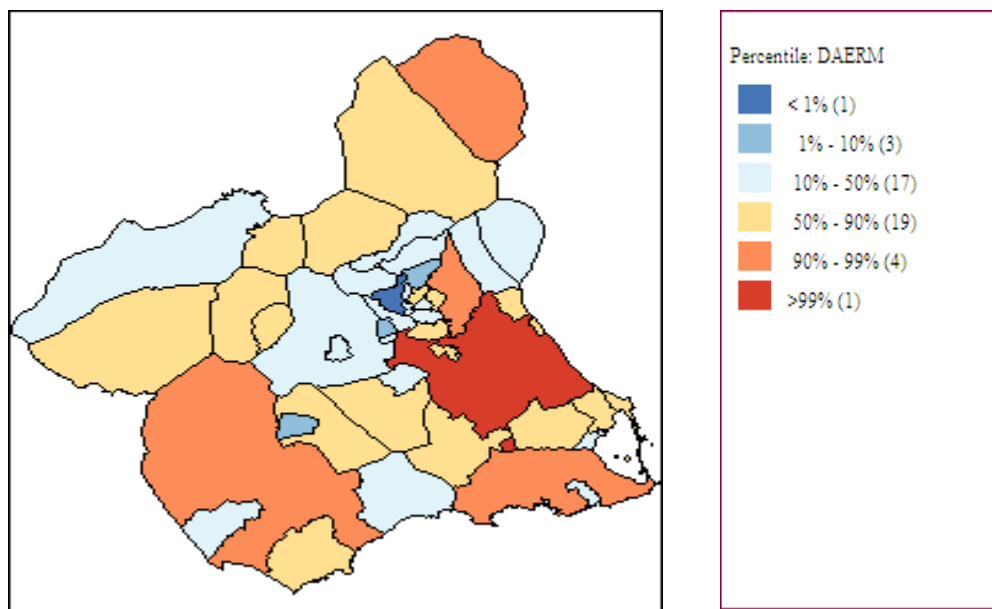 Percentile: DAERM
< 1% (1)
1% - 10% (3)
10% - 50% (17)
50% - 90% (19)
90% - 99% (4)
>99% (1)